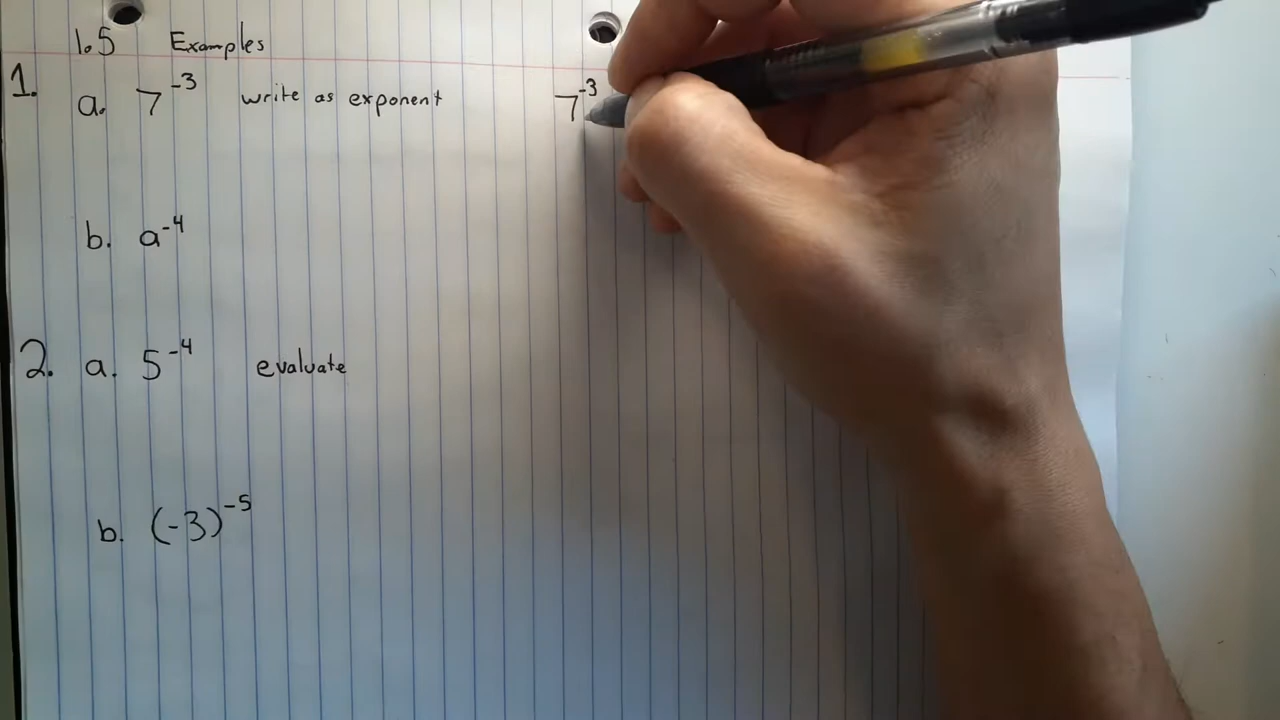 1.5 Examples
1. a. 7⁻³ write as exponent 7⁻³
b. a⁻⁴
2. a. 5⁻⁴ evaluate
b. (-3)⁻⁵